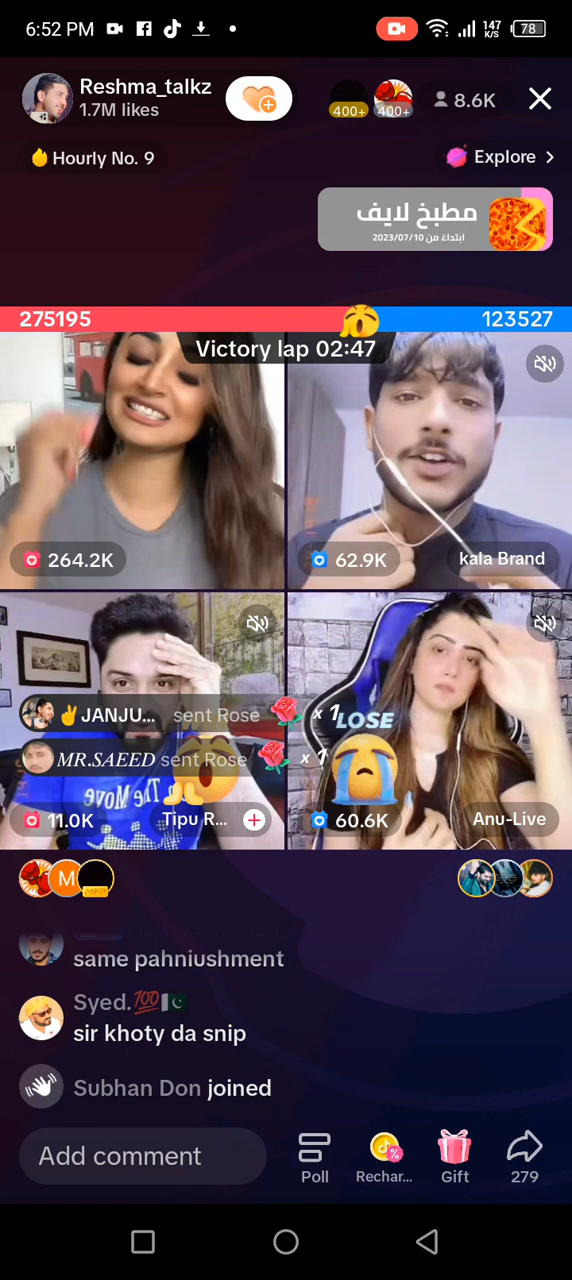 6:52 PM
147
K/S
78
Reshma_talkz
1.7M likes
400+
400+
8.6K
Hourly No. 9
Explore
مطبخ لايف
ابتداءً من 2023/07/10
275195
123527
Victory lap 02:47
264.2K
62.9K
kala Brand
✌JANJU...
sent Rose
x 1
LOSE
MR.SAEED sent Rose
x 1
The Move
11.0K
Tipu R...
60.6K
Anu-Live
M
same pahniushment
Syed.💯🇵🇰
sir khoty da snip
Subhan Don joined
Add comment
Poll
Rechar...
Gift
279